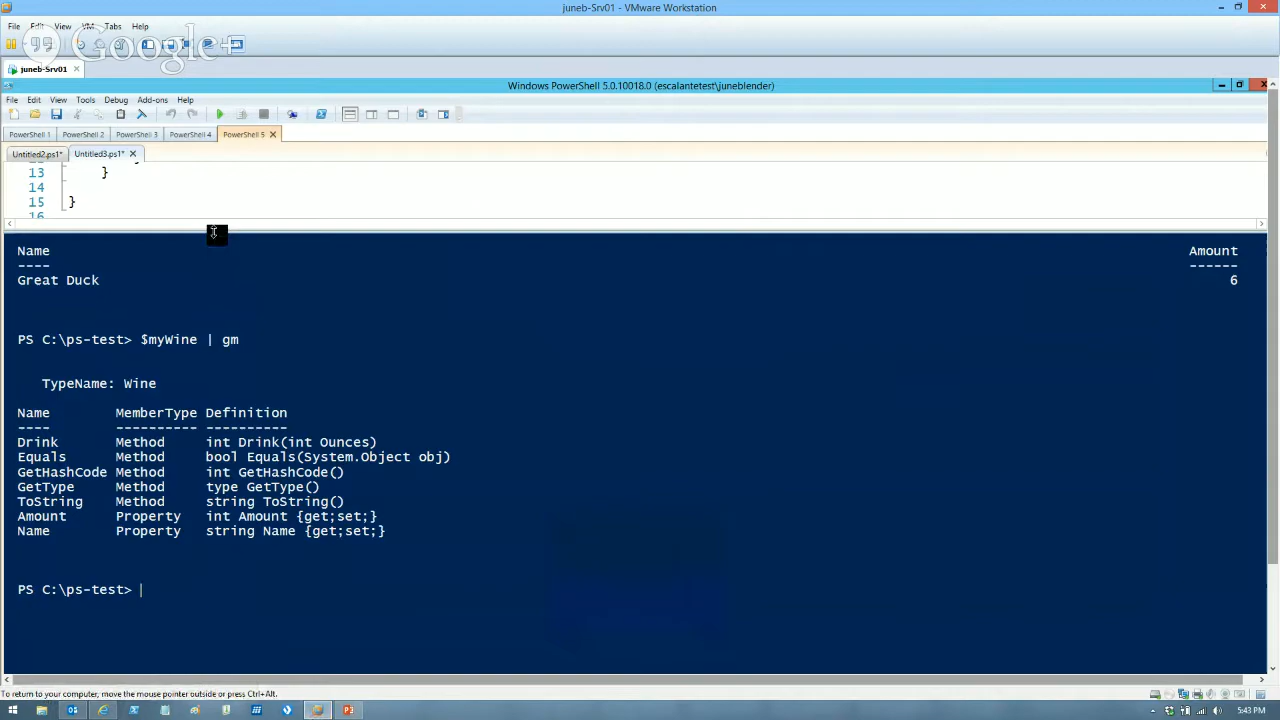 juneb-Srv01 - VMware Workstation
File Edit View VM Tabs Help
Google+
juneb-Srv01
Windows PowerShell 5.0.10018.0 (escalantetest\juneblender)
File Edit View Tools Debug Add-ons Help
PowerShell 1 PowerShell 2 PowerShell 3 PowerShell 4 PowerShell 5
Untitled2.ps1* Untitled3.ps1*
13 }
14
15 }
16
Name Amount
---- ------
Great Duck 6
PS C:\ps-test> $myWine | gm
TypeName: Wine
Name MemberType Definition
---- ---------- ----------
Drink Method int Drink(int Ounces)
Equals Method bool Equals(System.Object obj)
GetHashCode Method int GetHashCode()
GetType Method type GetType()
ToString Method string ToString()
Amount Property int Amount {get;set;}
Name Property string Name {get;set;}
PS C:\ps-test>
To return to your computer, move the mouse pointer outside or press Ctrl+Alt.
5:43 PM